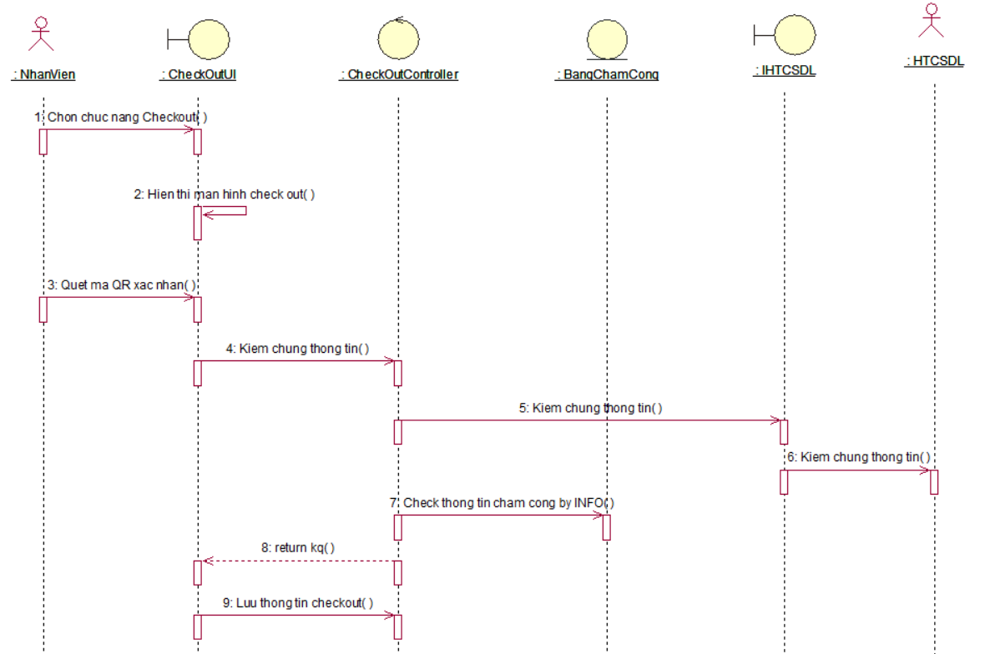 : NhanVien
: CheckOutUI
: CheckOutController
: BangChamCong
: IHTCSDL
: HTCSDL
1: Chon chuc nang Checkout( )
2: Hien thi man hinh check out( )
3: Quet ma QR xac nhan( )
4: Kiem chung thong tin( )
5: Kiem chung thong tin( )
6: Kiem chung thong tin( )
7: Check thong tin cham cong by INFO( )
8: return kq( )
9: Luu thong tin checkout( )